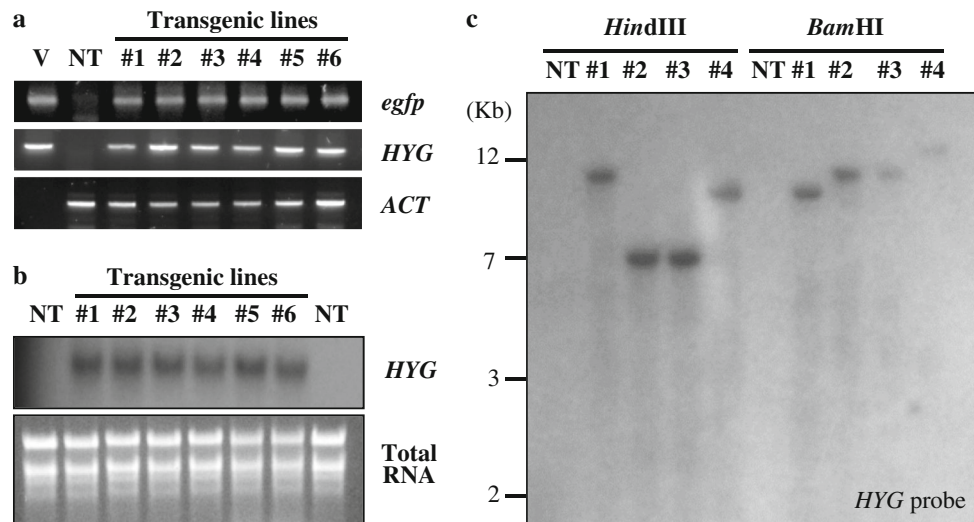 a
Transgenic lines
V NT #1 #2 #3 #4 #5 #6
egfp
HYG
ACT
b
Transgenic lines
NT #1 #2 #3 #4 #5 #6 NT
HYG
Total
RNA
c
HindIII BamHI
NT #1 #2 #3 #4 NT #1 #2 #3 #4
(Kb)
12
7
3
2
HYG probe